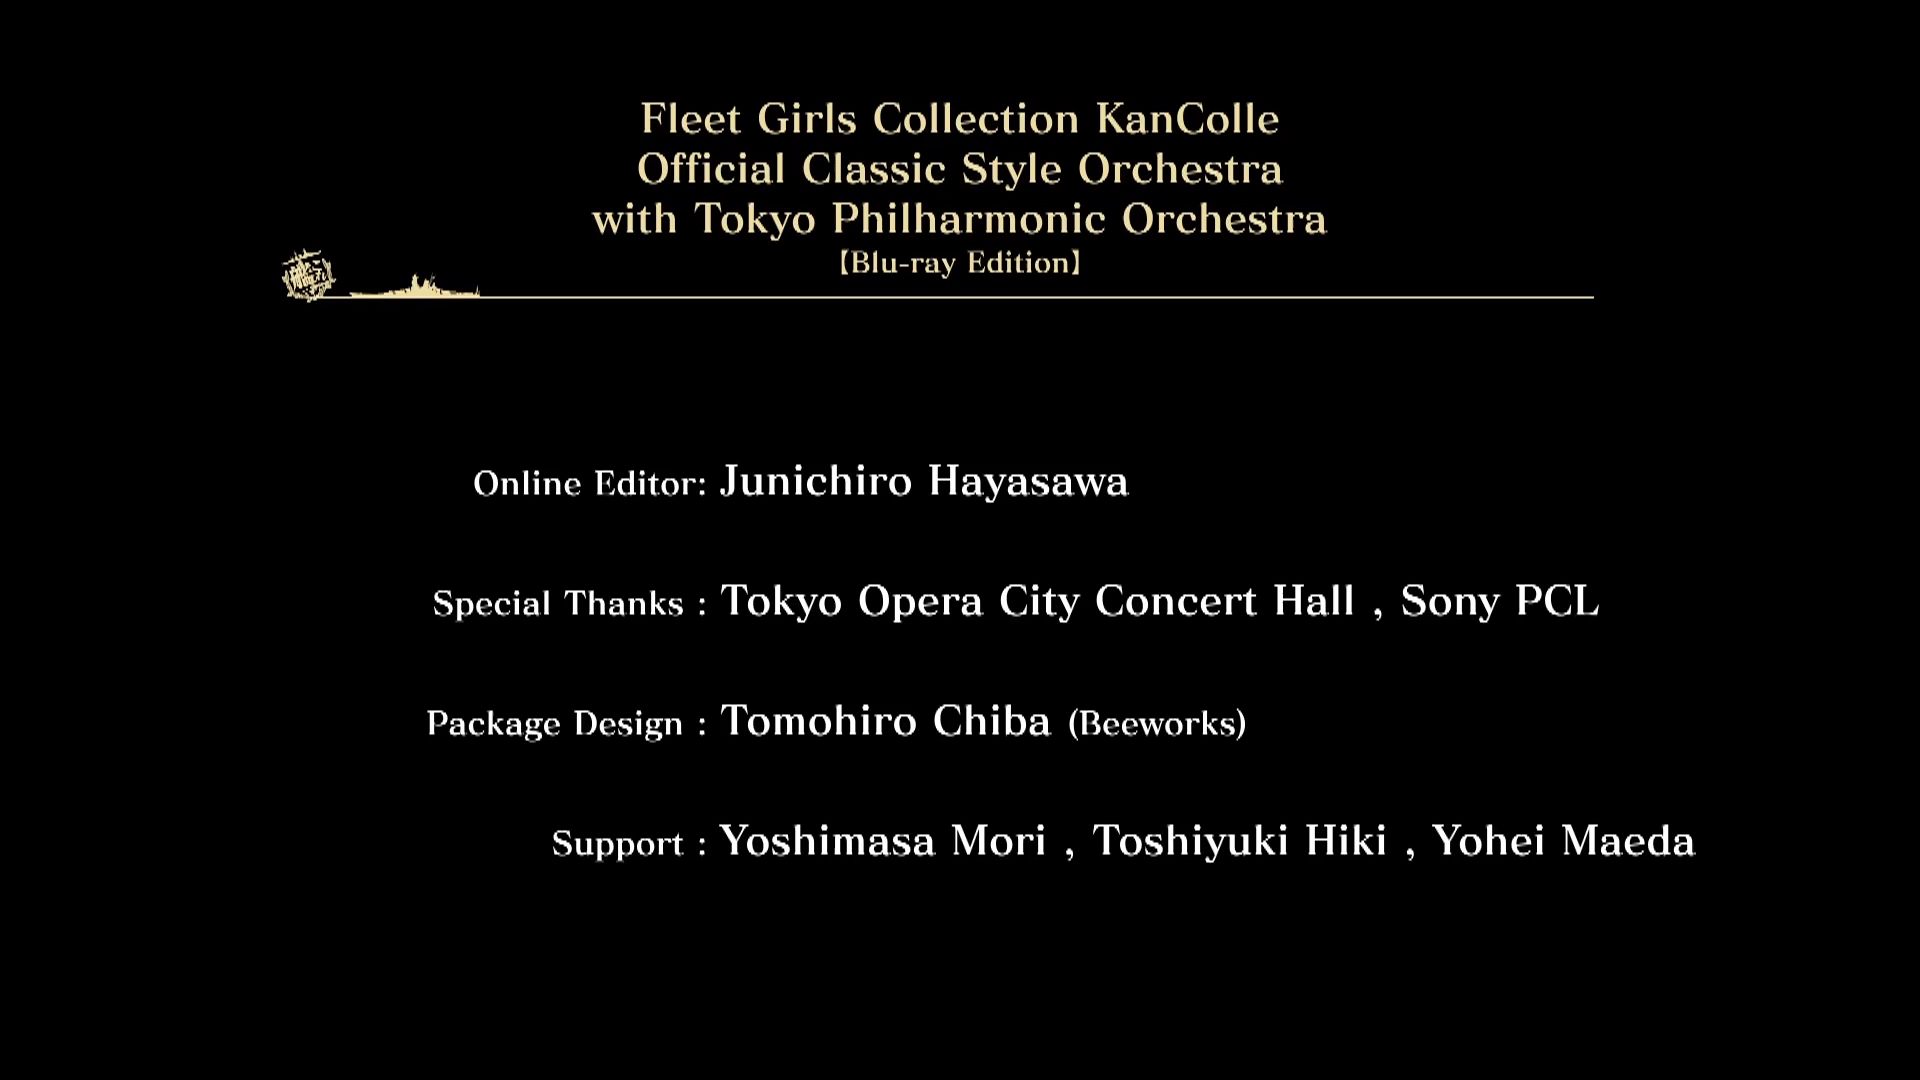 Fleet Girls Collection KanColle
Official Classic Style Orchestra
with Tokyo Philharmonic Orchestra
【Blu-ray Edition】
Online Editor: Junichiro Hayasawa
Special Thanks : Tokyo Opera City Concert Hall , Sony PCL
Package Design : Tomohiro Chiba (Beeworks)
Support : Yoshimasa Mori , Toshiyuki Hiki , Yohei Maeda